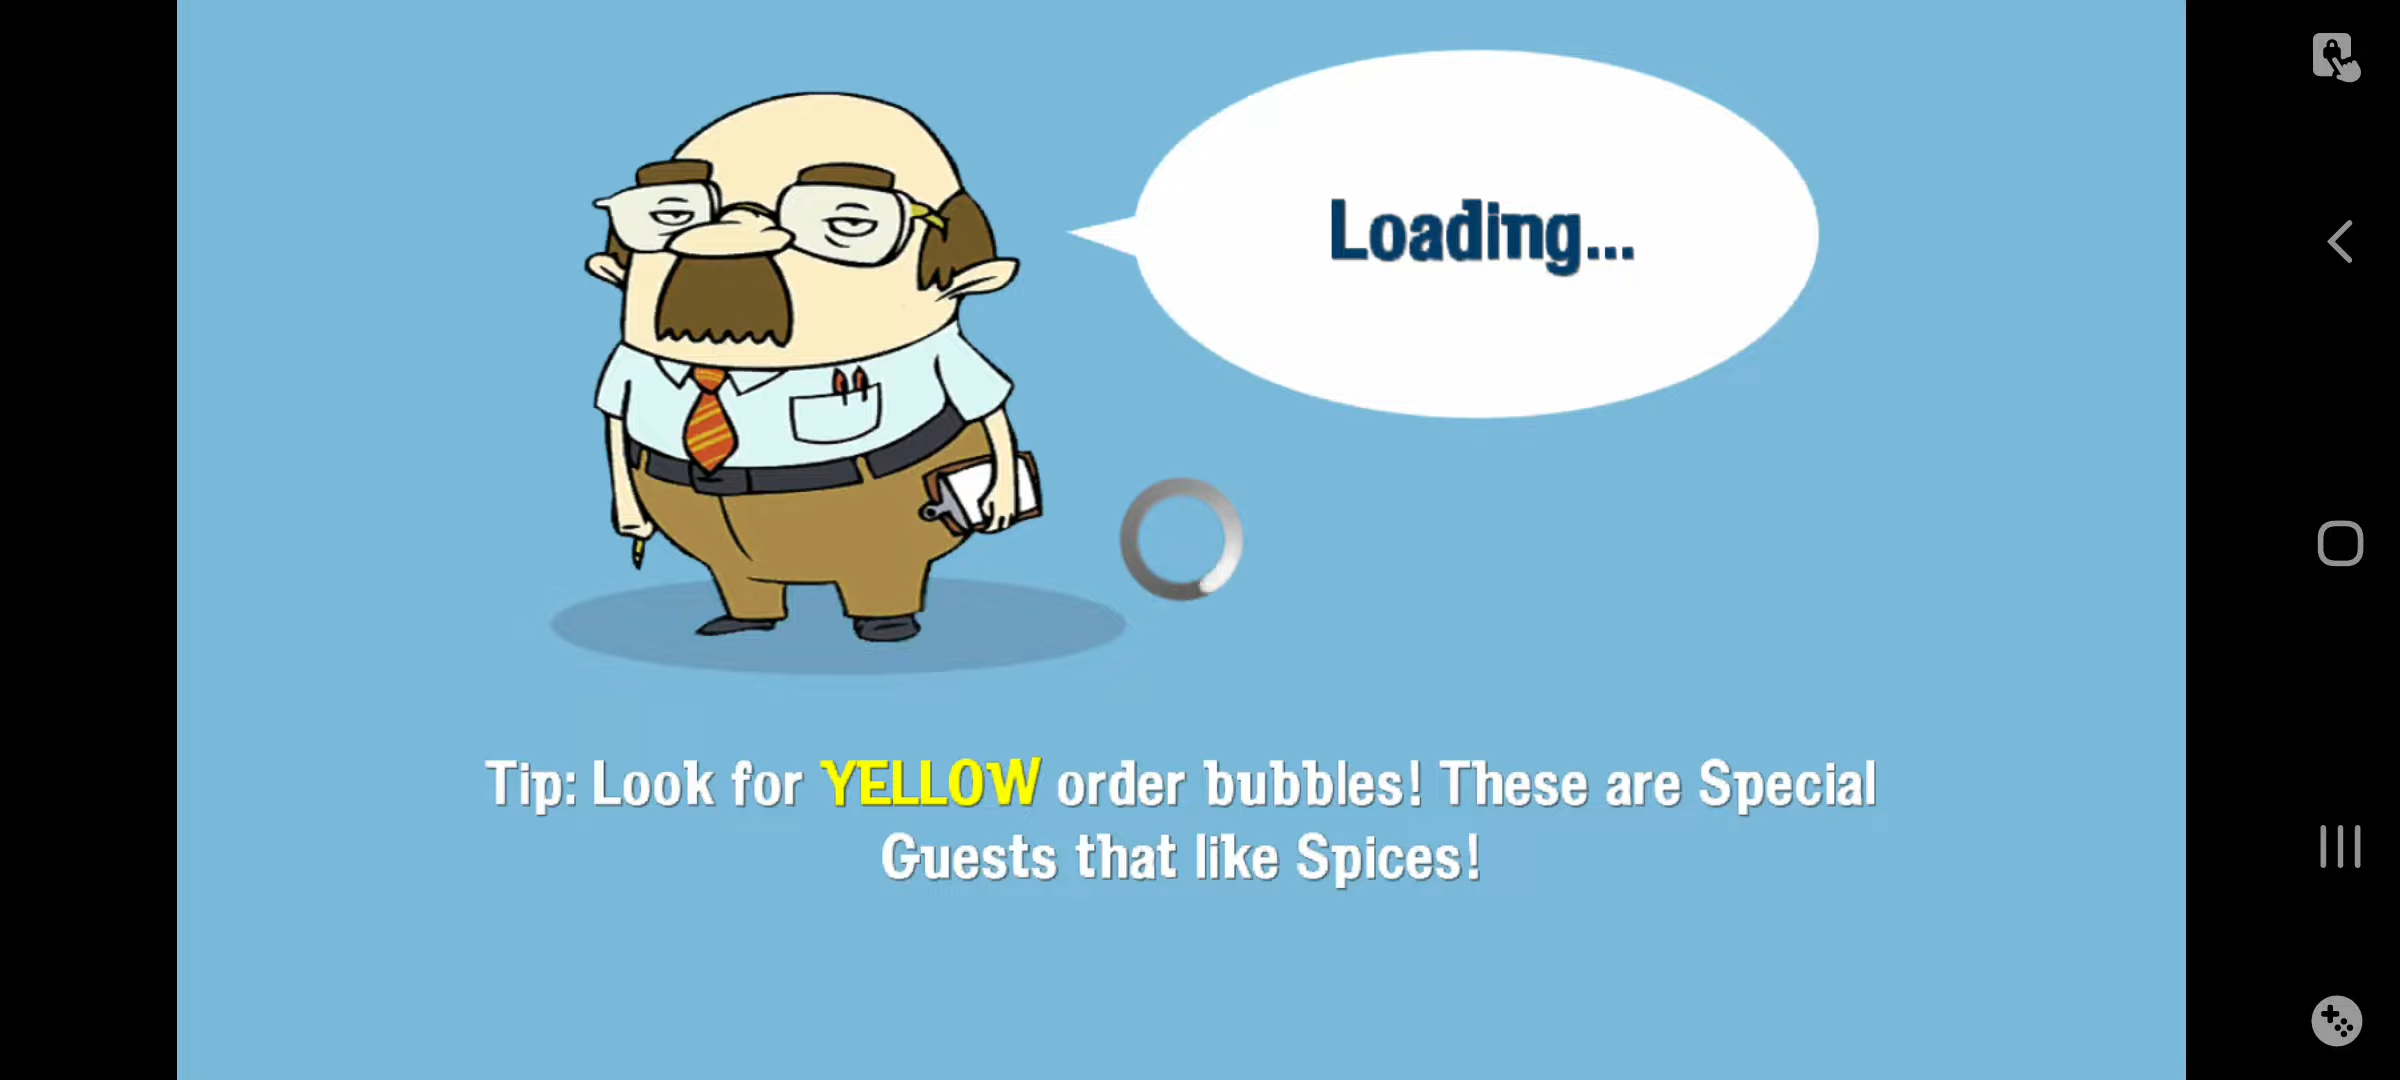 Loading...
Tip: Look for YELLOW order bubbles! These are Special
Guests that like Spices!